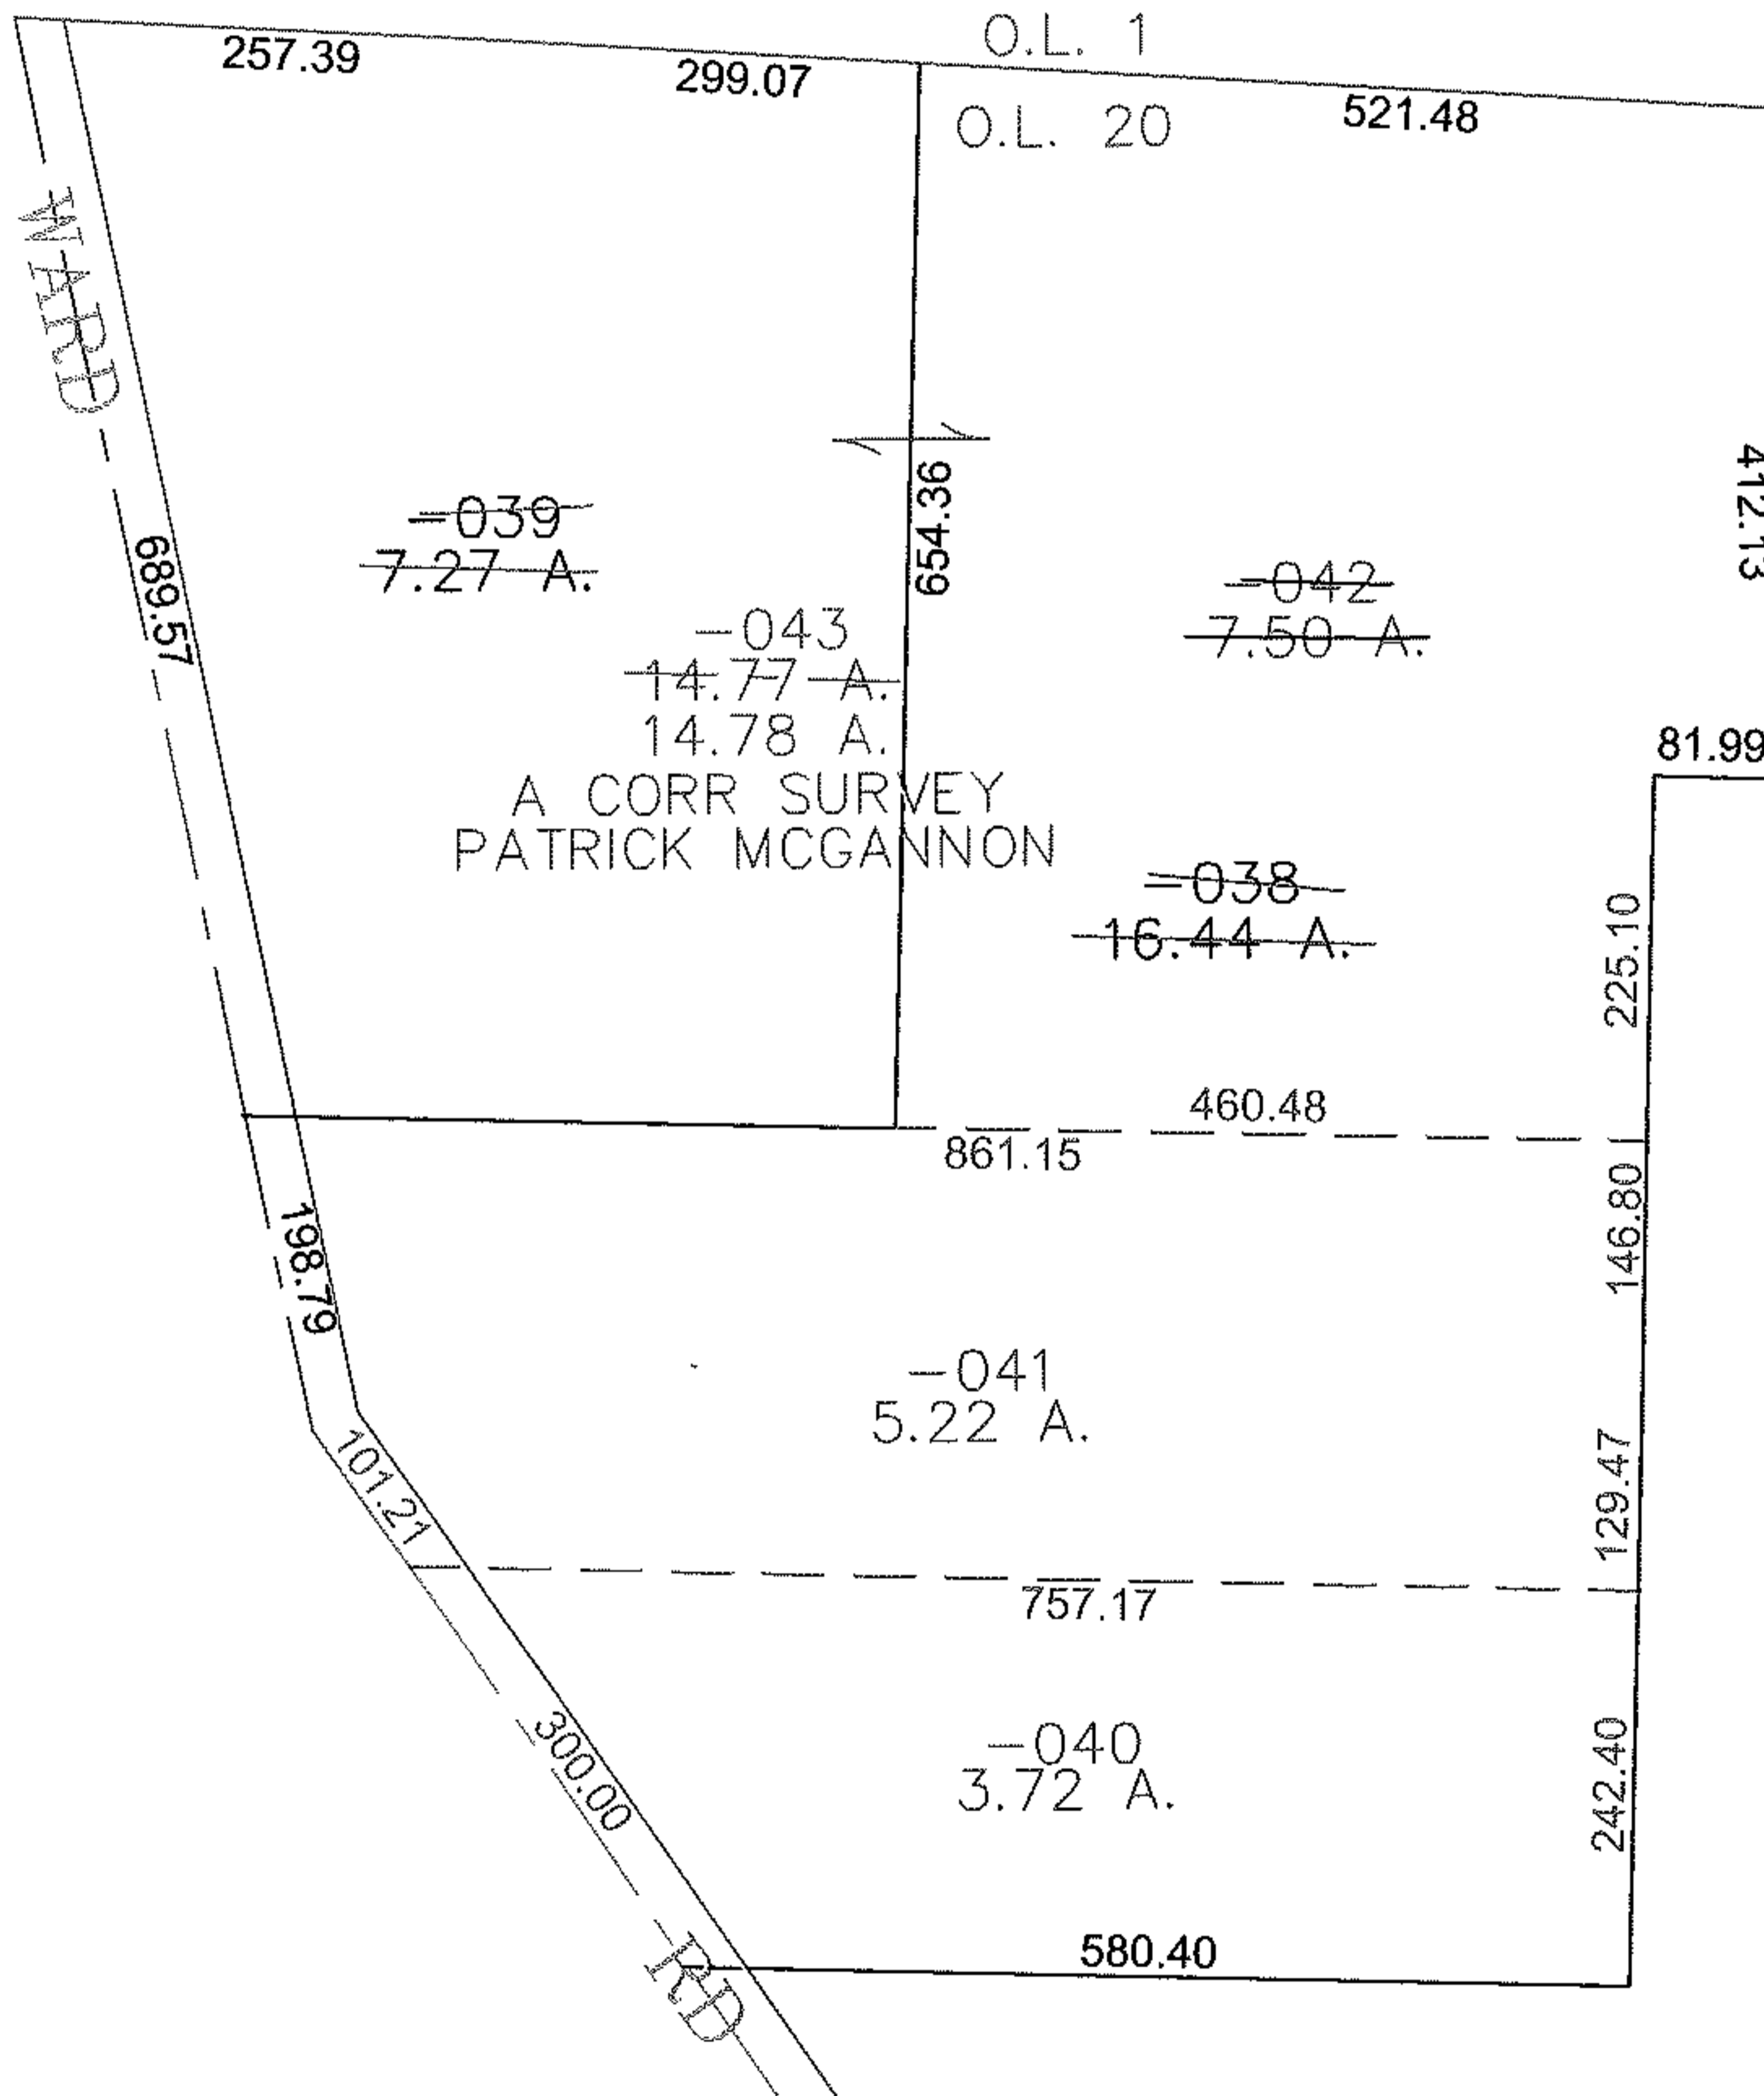 O.L. 1
257.39
299.07
O.L. 20
521.48
WARD
412.13
-039
7.27 A.
654.36
689.57
-042
7.50 A.
-043
14.77 A.
14.78 A.
A CORR SURVEY
PATRICK MCGANNON
81.99
-038
16.44 A.
225.10
460.48
861.15
146.80
198.79
-041
5.22 A.
101.21
129.47
757.17
-040
3.72 A.
300.00
242.40
580.40
RD